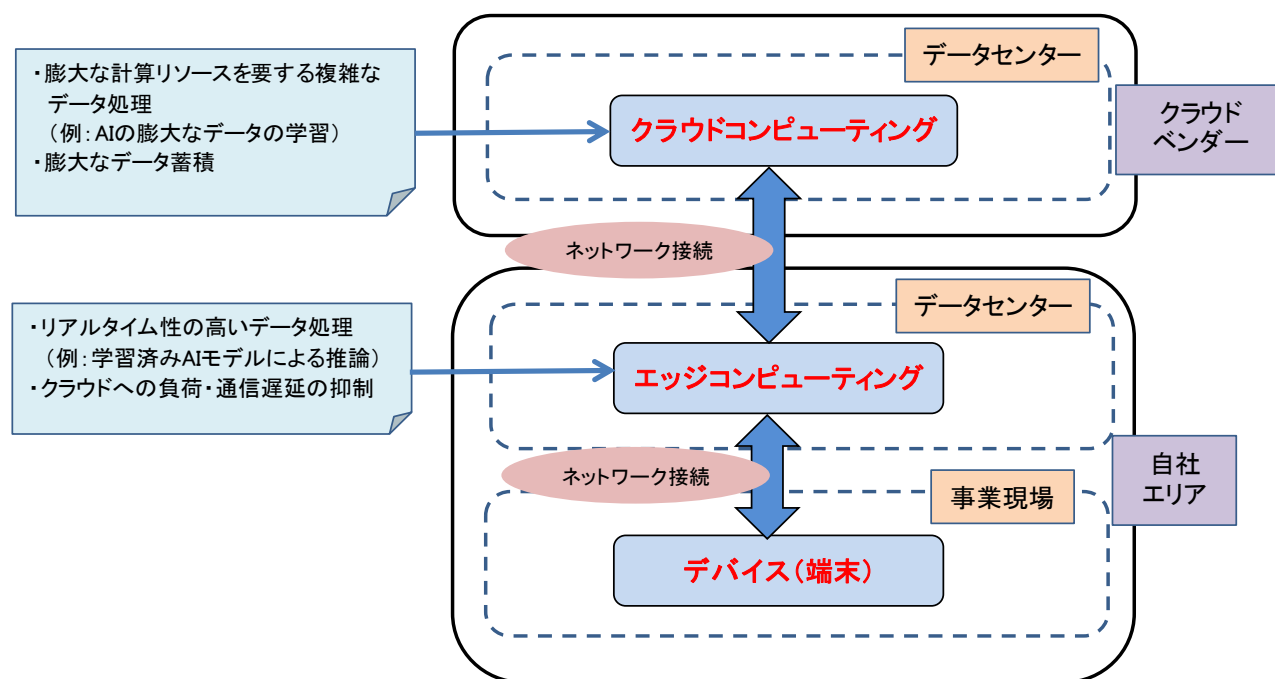 データセンター
・膨大な計算リソースを要する複雑な
データ処理
（例：AIの膨大なデータの学習）
・膨大なデータ蓄積
クラウドコンピューティング
クラウド
ベンダー
ネットワーク接続
データセンター
・リアルタイム性の高いデータ処理
（例：学習済みAIモデルによる推論）
・クラウドへの負荷・通信遅延の抑制
エッジコンピューティング
ネットワーク接続
自社
エリア
事業現場
デバイス（端末）